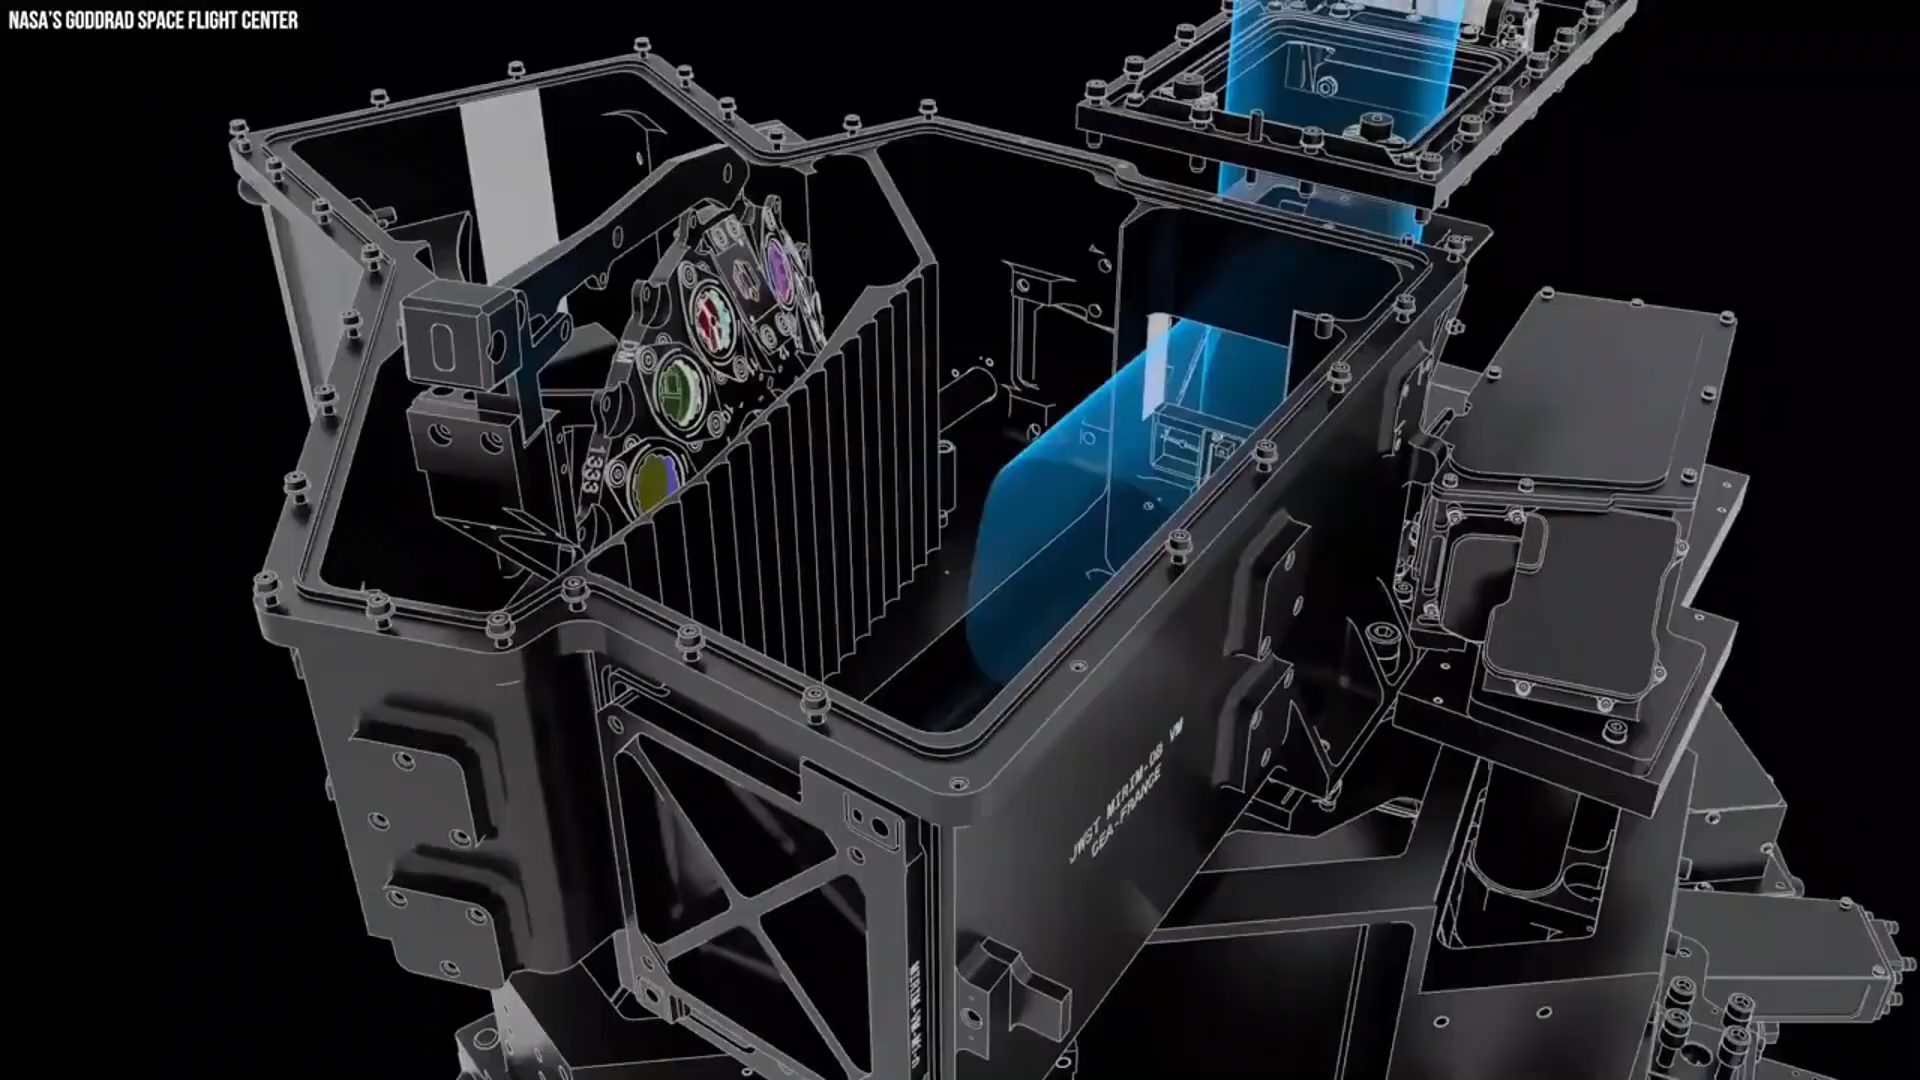 NASA'S GODDRAD SPACE FLIGHT CENTER
1333
JWST MIRIM-OB VM
CEA-FRANCE